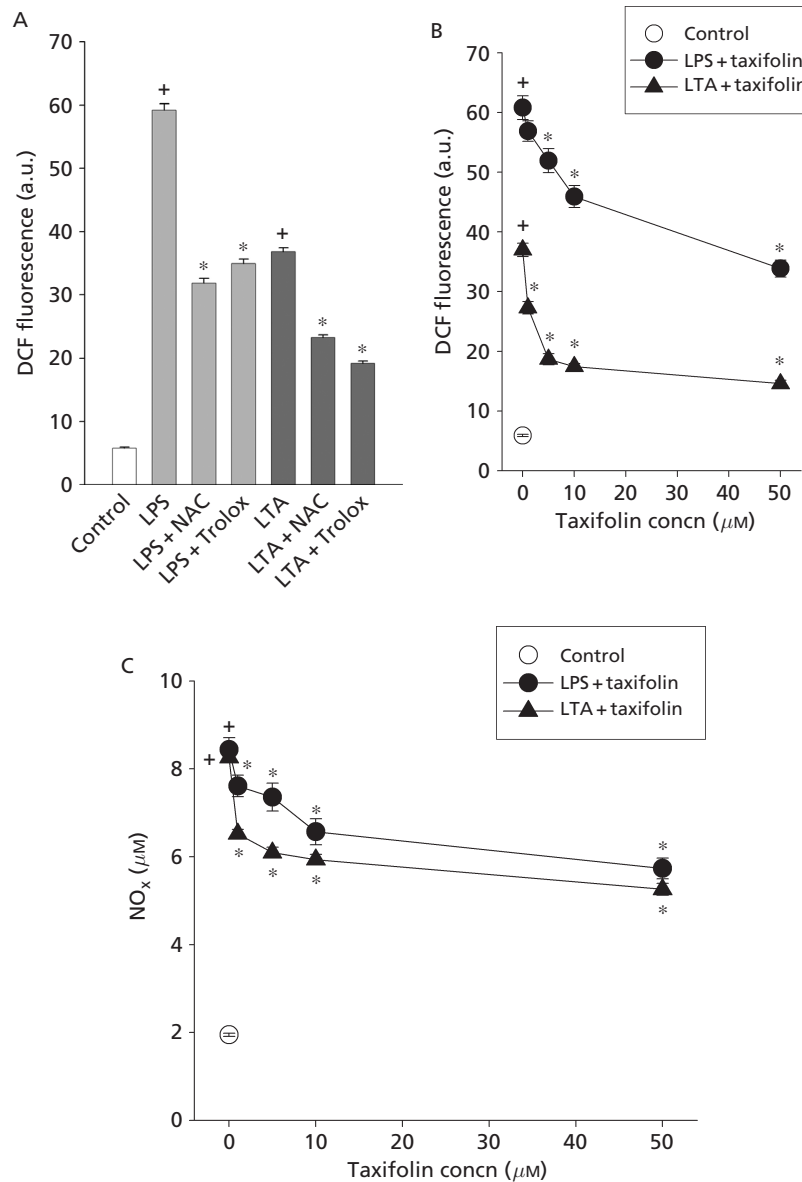 A
DCF fluorescence (a.u.)
70
60
50
40
30
20
10
0
+
*
*
+
*
*
Control
LPS
LPS + NAC
LPS + Trolox
LTA
LTA + NAC
LTA + Trolox
B
Control
LPS + taxifolin
LTA + taxifolin
DCF fluorescence (a.u.)
70
60
50
40
30
20
10
0
+
*
*
*
+
*
*
*
*
0 10 20 30 40 50
Taxifolin concn (μM)
C
Control
LPS + taxifolin
LTA + taxifolin
NOx (μM)
10
8
6
4
2
0
+
+
*
*
*
*
*
*
*
*
0 10 20 30 40 50
Taxifolin concn (μM)